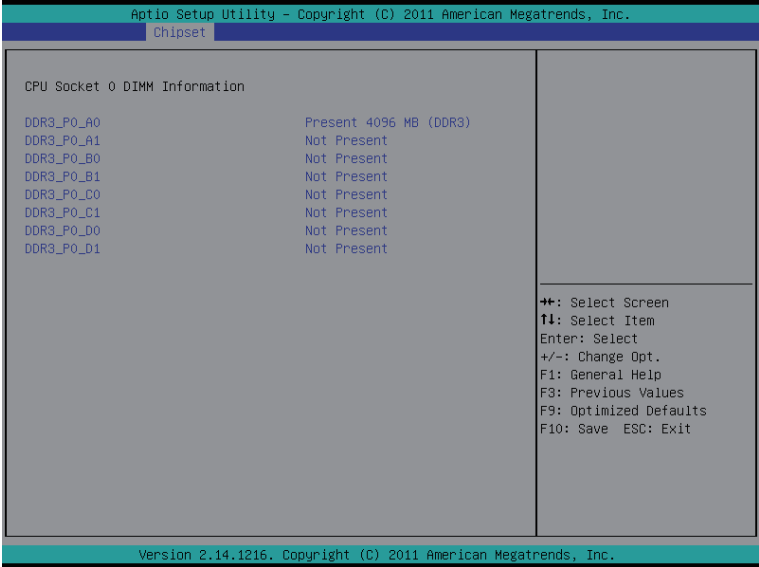 Aptio Setup Utility – Copyright (C) 2011 American Megatrends, Inc.
Chipset
CPU Socket 0 DIMM Information
DDR3_P0_A0 Present 4096 MB (DDR3)
DDR3_P0_A1 Not Present
DDR3_P0_B0 Not Present
DDR3_P0_B1 Not Present
DDR3_P0_C0 Not Present
DDR3_P0_C1 Not Present
DDR3_P0_D0 Not Present
DDR3_P0_D1 Not Present
→←: Select Screen
↑↓: Select Item
Enter: Select
+/-: Change Opt.
F1: General Help
F3: Previous Values
F9: Optimized Defaults
F10: Save ESC: Exit
Version 2.14.1216. Copyright (C) 2011 American Megatrends, Inc.